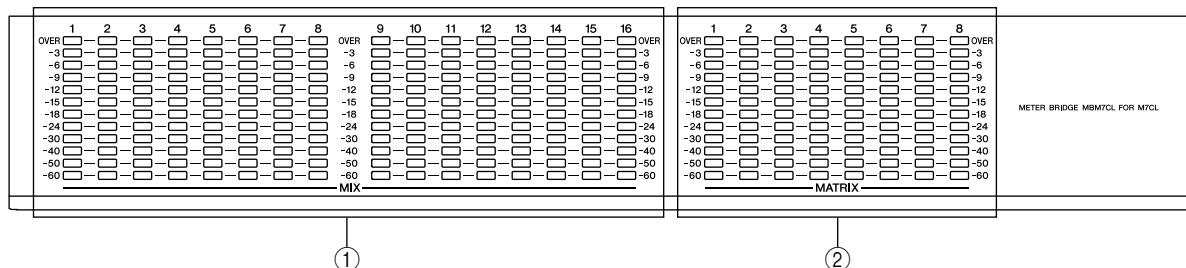 1 2 3 4 5 6 7 8 9 10 11 12 13 14 15 16 1 2 3 4 5 6 7 8
OVER OVER OVER OVER OVER
-3 -3 -3 -3 -3
-6 -6 -6 -6 -6
-9 -9 -9 -9 -9
-12 -12 -12 -12 -12
-15 -15 -15 -15 -15
METER BRIDGE MBM7CL FOR M7CL
-18 -18 -18 -18 -18
-24 -24 -24 -24 -24
-30 -30 -30 -30 -30
-40 -40 -40 -40 -40
-50 -50 -50 -50 -50
-60 -60 -60 -60 -60
MIX MATRIX
① ②